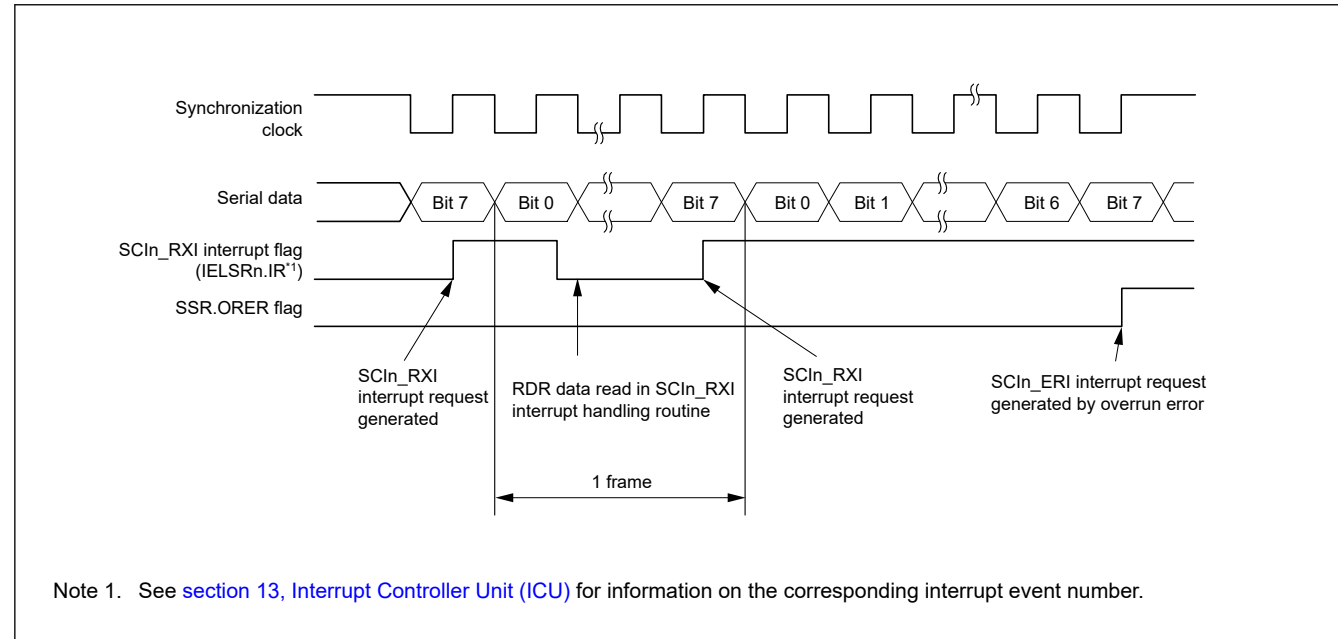 Synchronization
clock
Serial data
Bit 7
Bit 0
Bit 7
Bit 0
Bit 1
Bit 6
Bit 7
SCIn_RXI interrupt flag
(IELSRn.IR*1)
SSR.ORER flag
SCIn_RXI
interrupt request
generated
RDR data read in SCIn_RXI
interrupt handling routine
SCIn_RXI
interrupt request
generated
SCIn_ERI interrupt request
generated by overrun error
1 frame
Note 1. See section 13, Interrupt Controller Unit (ICU) for information on the corresponding interrupt event number.